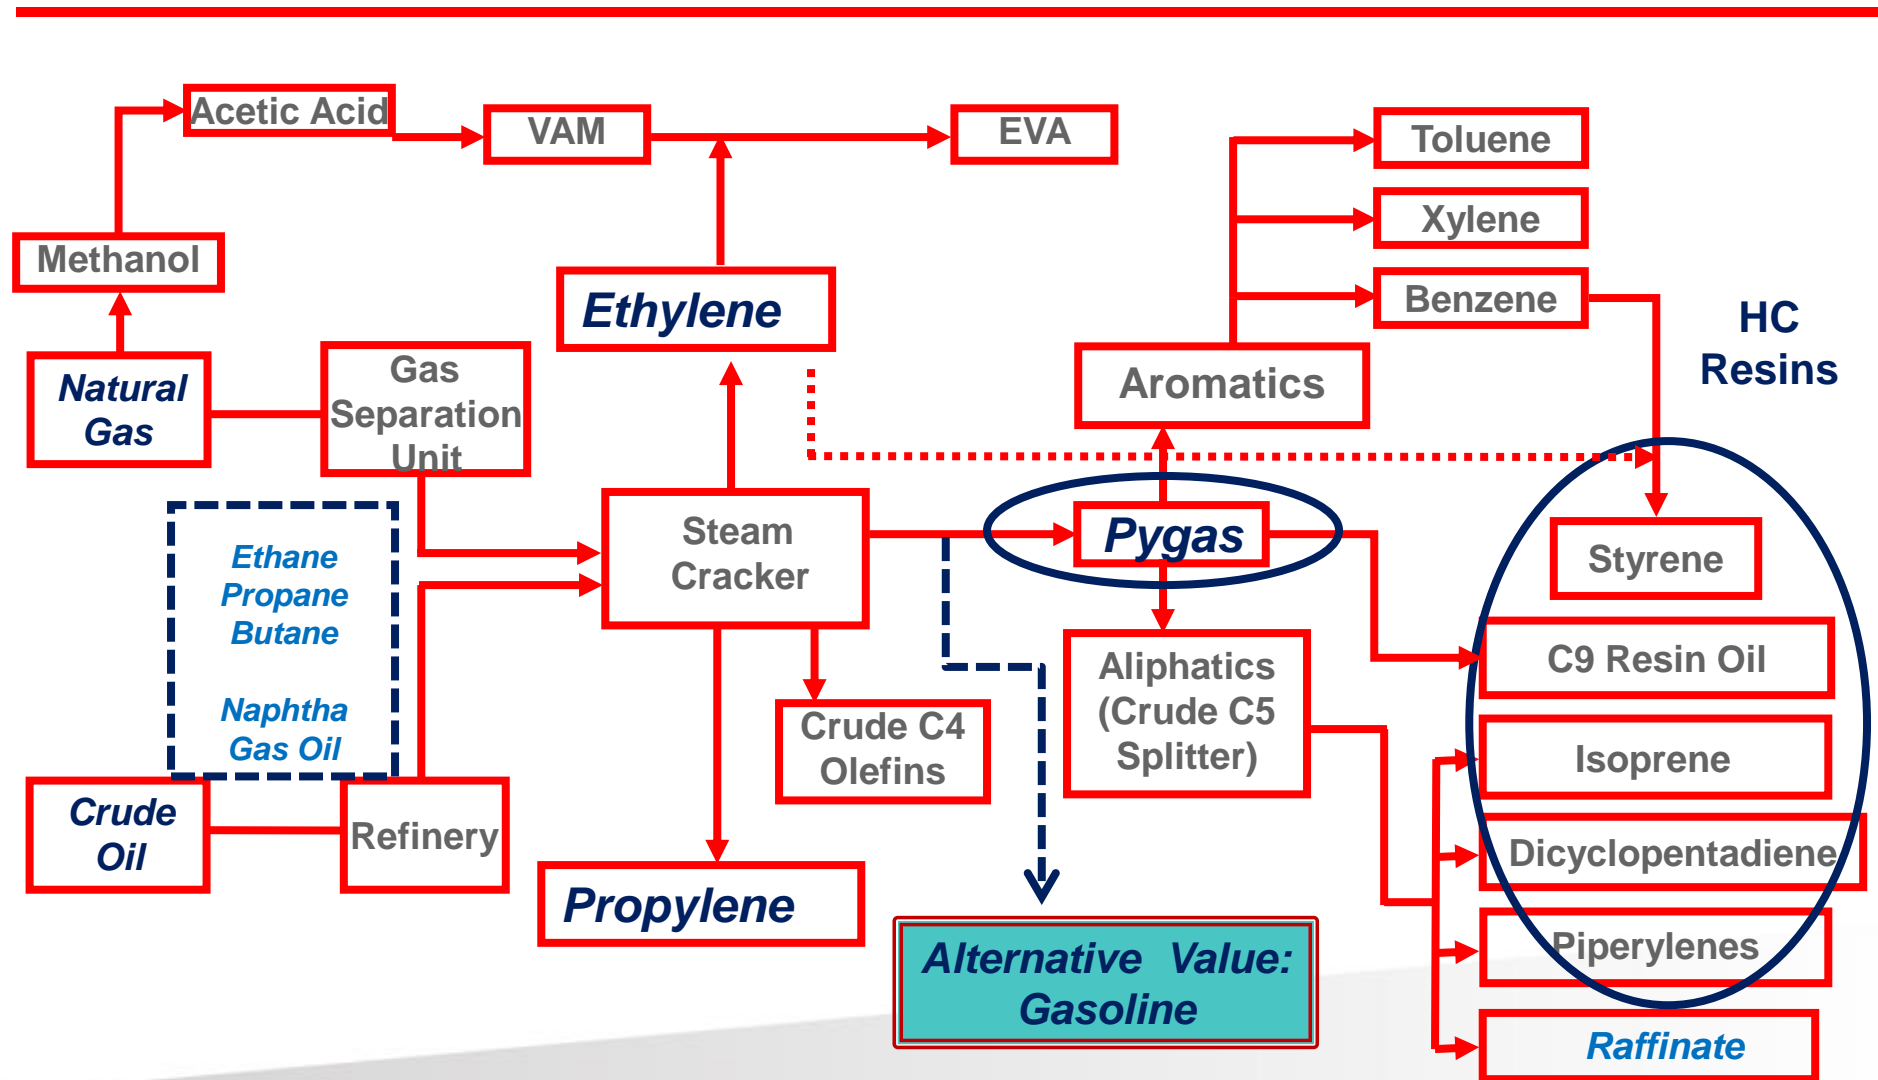 Acetic Acid
VAM
EVA
Toluene
Xylene
Benzene
Methanol
Ethylene
HC
Resins
Natural
Gas
Gas
Separation
Unit
Aromatics
Ethane
Propane
Butane
Naphtha
Gas Oil
Steam
Cracker
Pygas
Styrene
C9 Resin Oil
Aliphatics
(Crude C5
Splitter)
Crude C4
Olefins
Isoprene
Crude
Oil
Refinery
Dicyclopentadiene
Propylene
Piperylenes
Alternative Value:
Gasoline
Raffinate